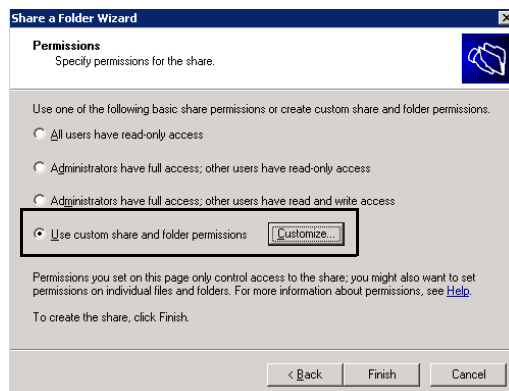 Share a Folder Wizard
Permissions
Specify permissions for the share.
Use one of the following basic share permissions or create custom share and folder permissions.
All users have read-only access
Administrators have full access; other users have read-only access
Administrators have full access; other users have read and write access
Use custom share and folder permissions
Customize...
Permissions you set on this page only control access to the share; you might also want to set
permissions on individual files and folders. For more information about permissions, see Help.
To create the share, click Finish.
< Back
Finish
Cancel